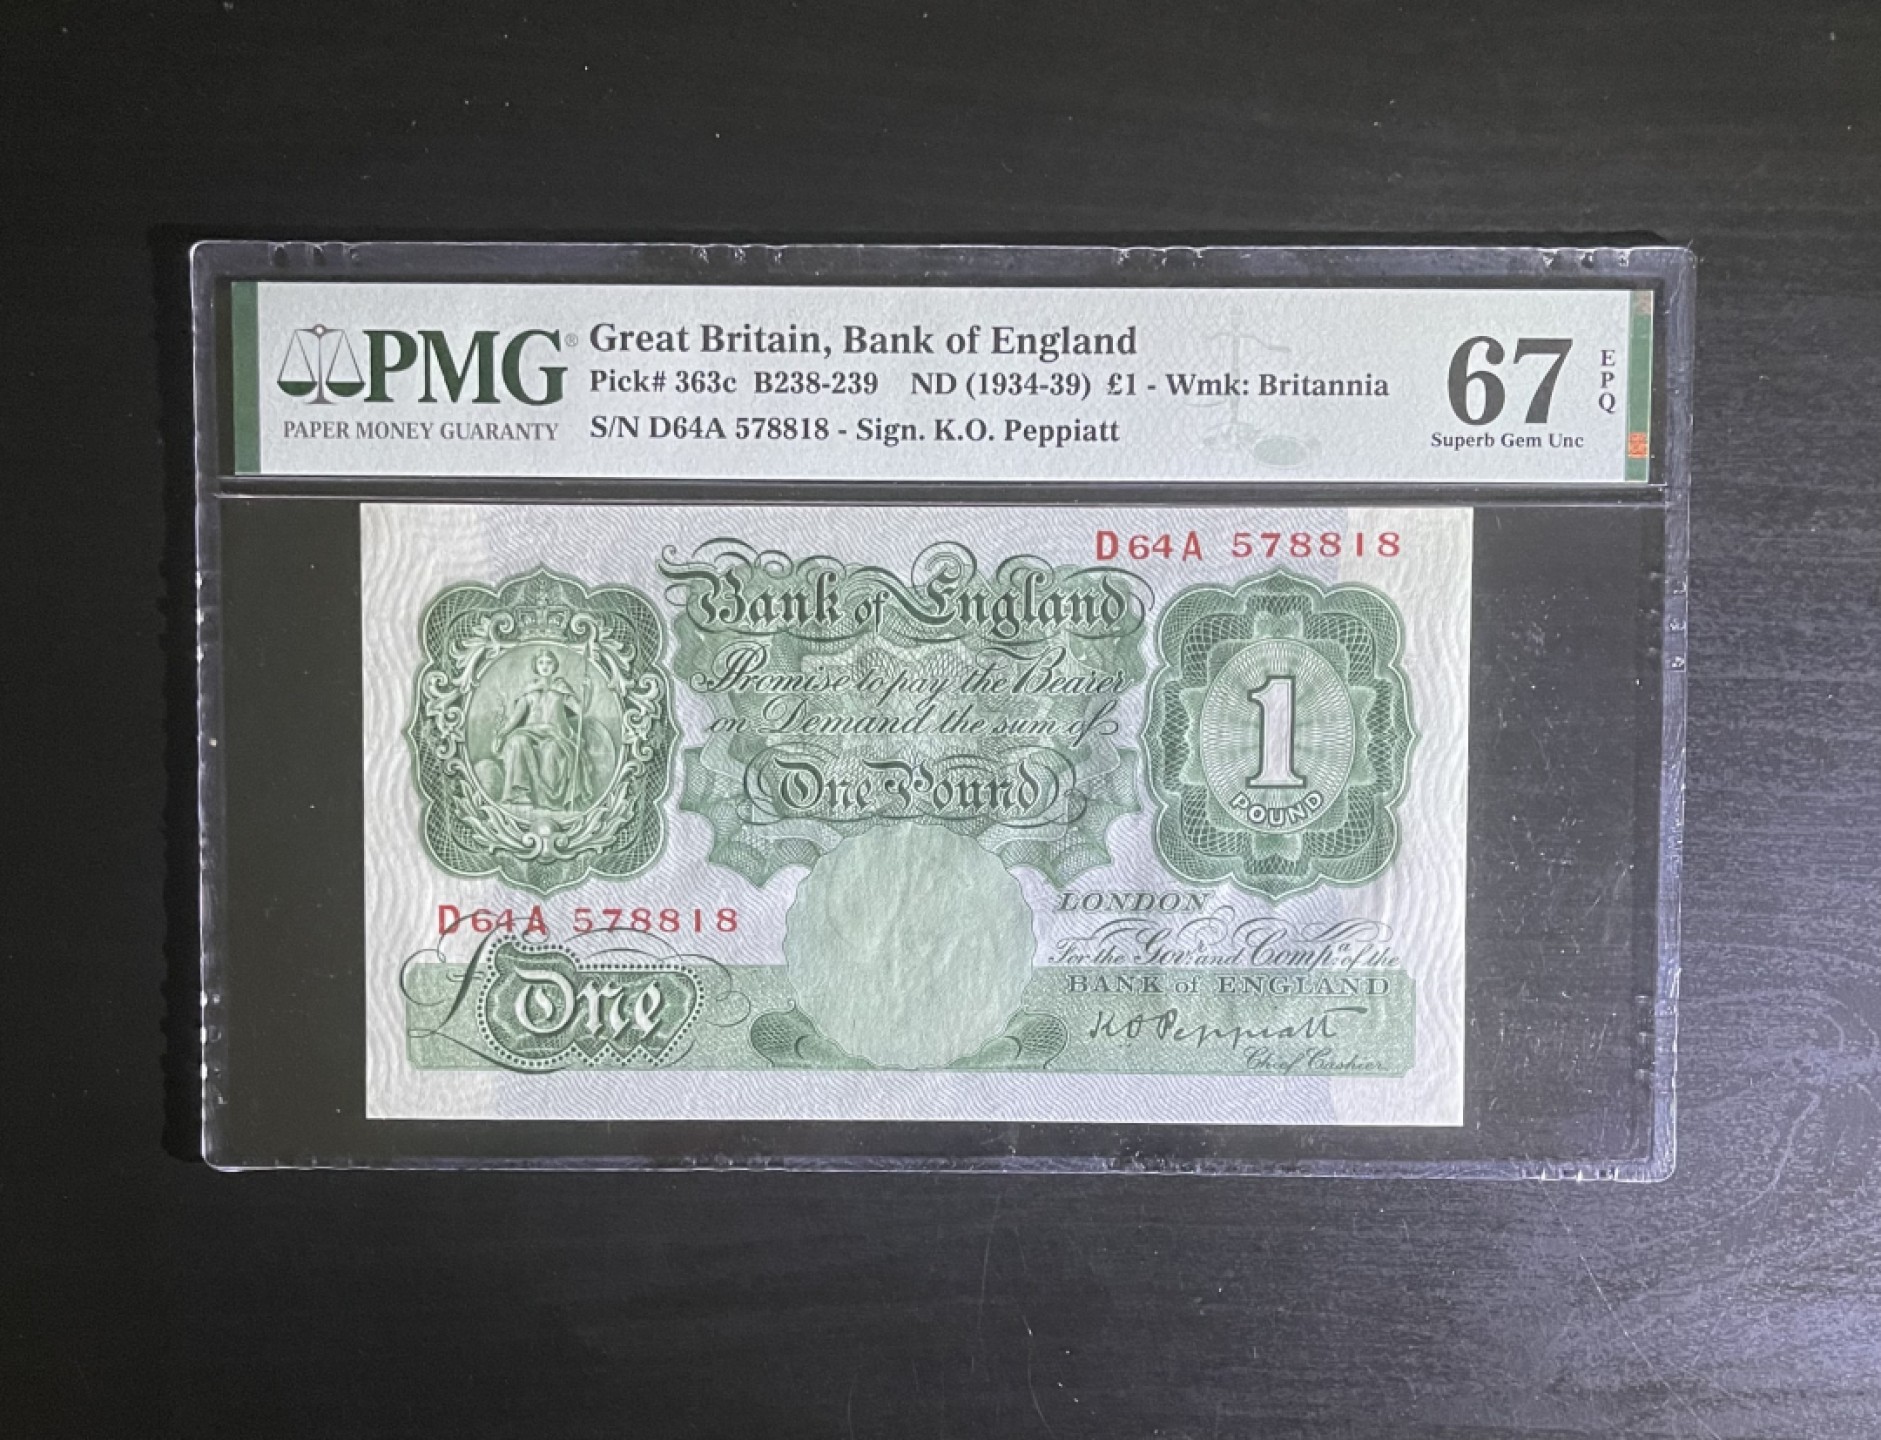 PMG®
PAPER MONEY GUARANTY
Great Britain, Bank of England
Pick# 363c B238-239 ND (1934-39) £1 - Wmk: Britannia
S/N D64A 578818 - Sign. K.O. Peppiatt
67
EPQ
Superb Gem Unc
D64A 578818
Bank of England
Promise to pay the Bearer
on Demand the sum of
One Pound
1
POUND
D64A 578818
£One
LONDON
For the Govr. and Compa. of the
BANK of ENGLAND
K O Peppiatt
Chief Cashier.